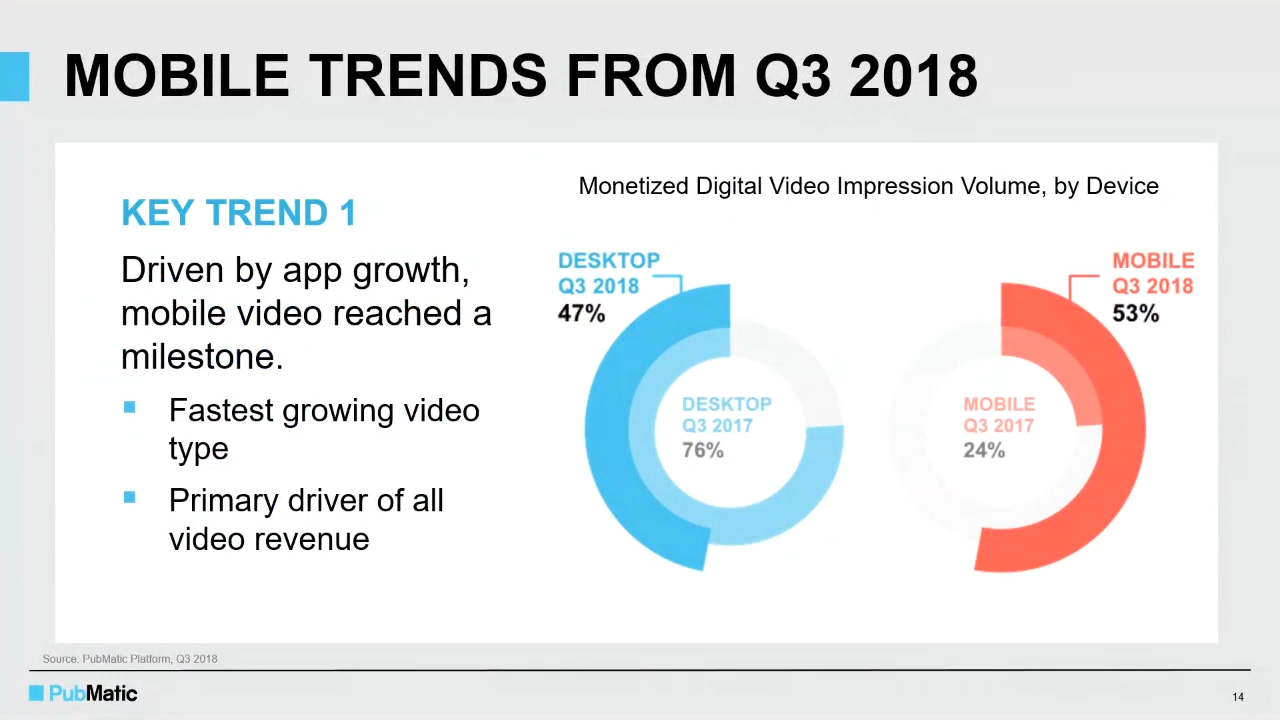 MOBILE TRENDS FROM Q3 2018
KEY TREND 1
Driven by app growth,
mobile video reached a
milestone.
Fastest growing video
type
Primary driver of all
video revenue
Monetized Digital Video Impression Volume, by Device
DESKTOP
Q3 2018
47%
DESKTOP
Q3 2017
76%
MOBILE
Q3 2018
53%
MOBILE
Q3 2017
24%
Source: PubMatic Platform, Q3 2018
PubMatic
14